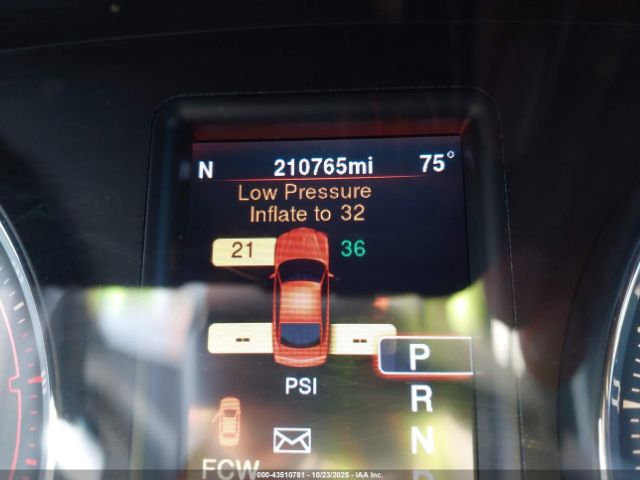 N 210765mi 75°
Low Pressure
Inflate to 32
21 36
-- --
PSI
P
R
N
FCW
000-43510781 - 10/23/2025 - IAA Inc.